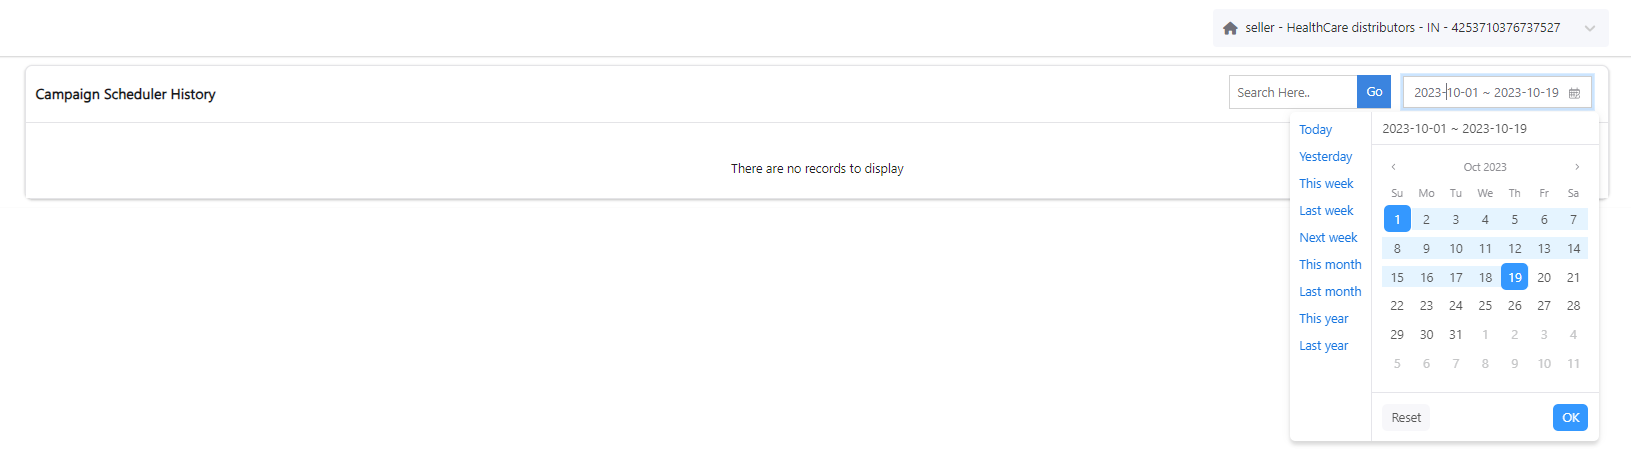 seller - HealthCare distributors - IN - 4253710376737527
Campaign Scheduler History
Search Here..
Go
2023-10-01 ~ 2023-10-19
There are no records to display
Today
Yesterday
This week
Last week
Next week
This month
Last month
This year
Last year
2023-10-01 ~ 2023-10-19
‹ Oct 2023 ›
Su Mo Tu We Th Fr Sa
1 2 3 4 5 6 7
8 9 10 11 12 13 14
15 16 17 18 19 20 21
22 23 24 25 26 27 28
29 30 31 1 2 3 4
5 6 7 8 9 10 11
Reset OK